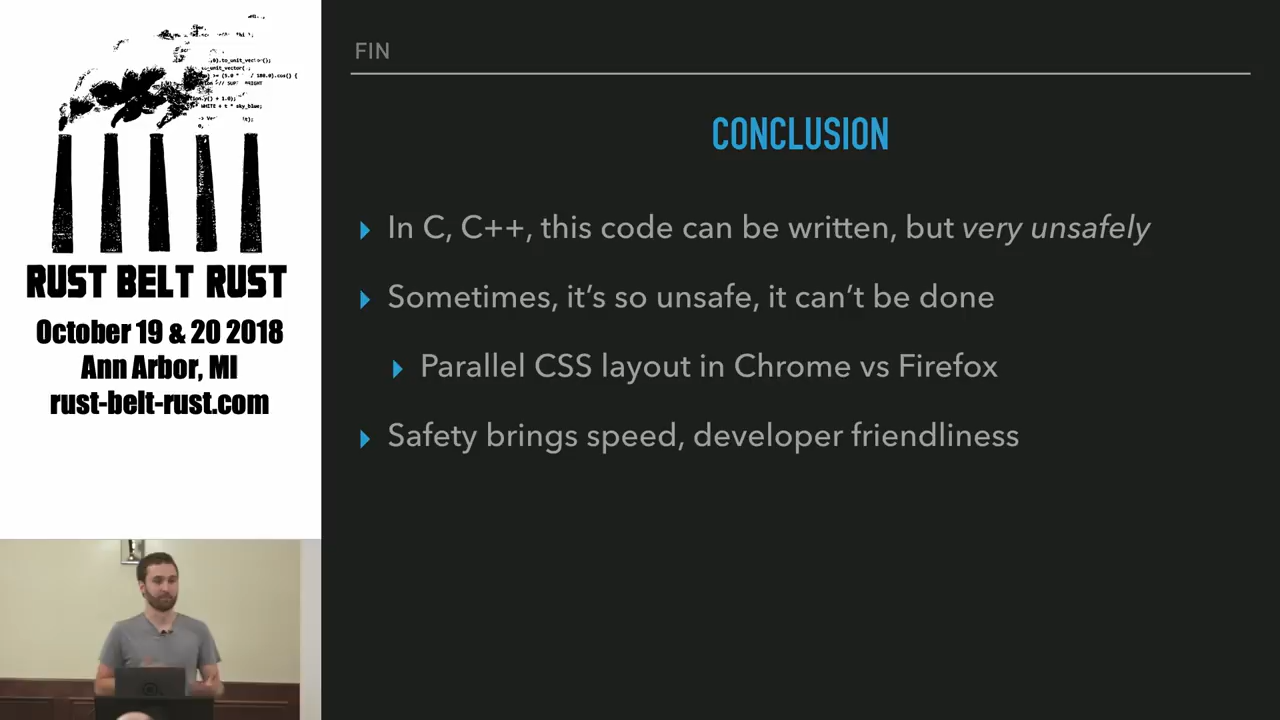 RUST BELT RUST
October 19 & 20 2018
Ann Arbor, MI
rust-belt-rust.com
FIN
CONCLUSION
In C, C++, this code can be written, but very unsafely
Sometimes, it’s so unsafe, it can’t be done
Parallel CSS layout in Chrome vs Firefox
Safety brings speed, developer friendliness